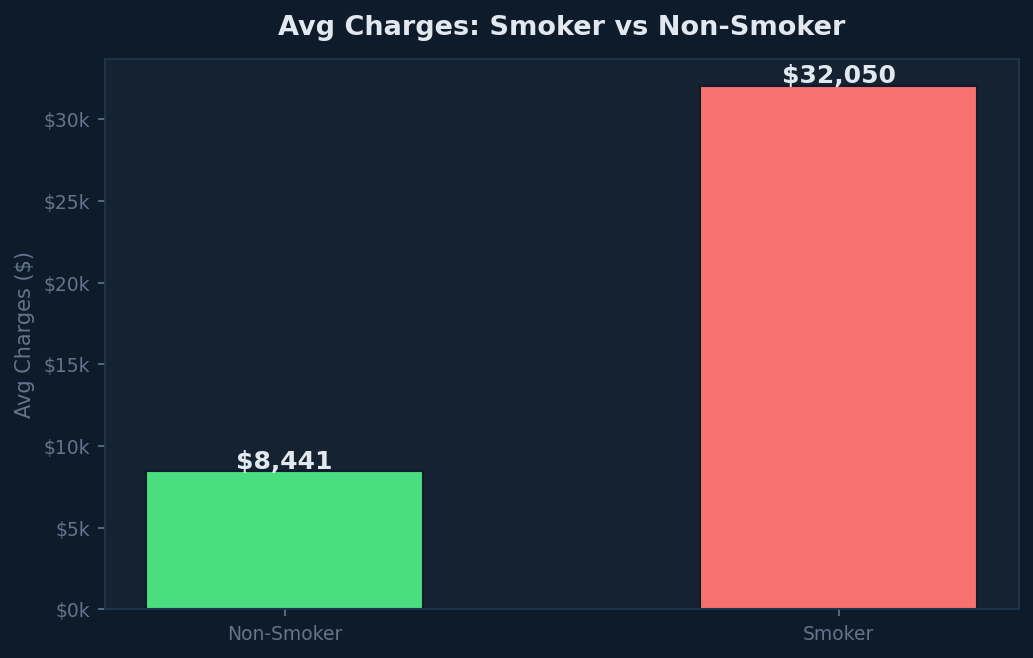 Avg Charges: Smoker vs Non-Smoker
Avg Charges ($)
$30k
$25k
$20k
$15k
$10k
$5k
$0k
$8,441
$32,050
Non-Smoker
Smoker